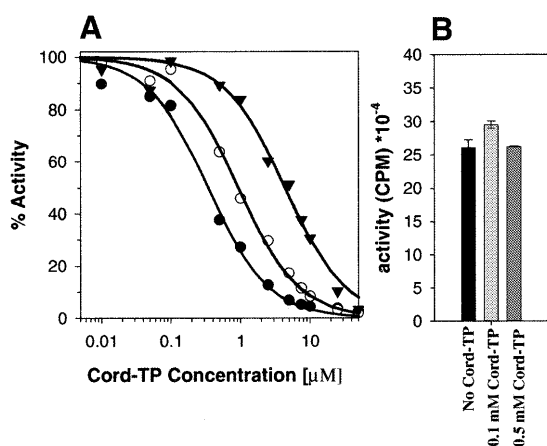 A
B
% Activity
100
80
60
40
20
0
0.01
0.1
1
10
Cord-TP Concentration [µM]
activity (CPM) *10-4
40
35
30
25
20
15
10
5
0
No Cord-TP
0.1 mM Cord-TP
0.5 mM Cord-TP